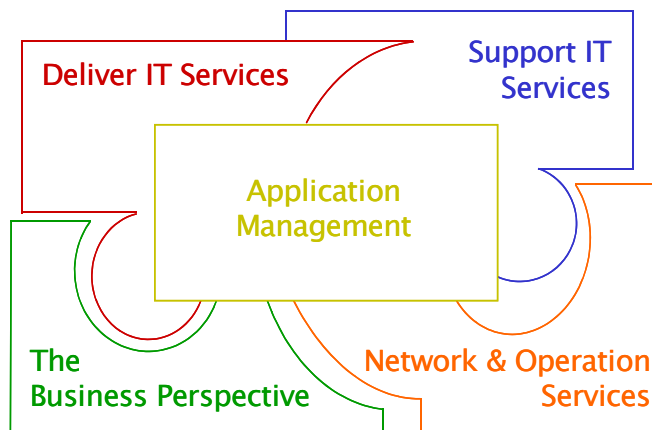 Deliver IT Services
Support IT
Services
Application
Management
The
Business Perspective
Network & Operation
Services